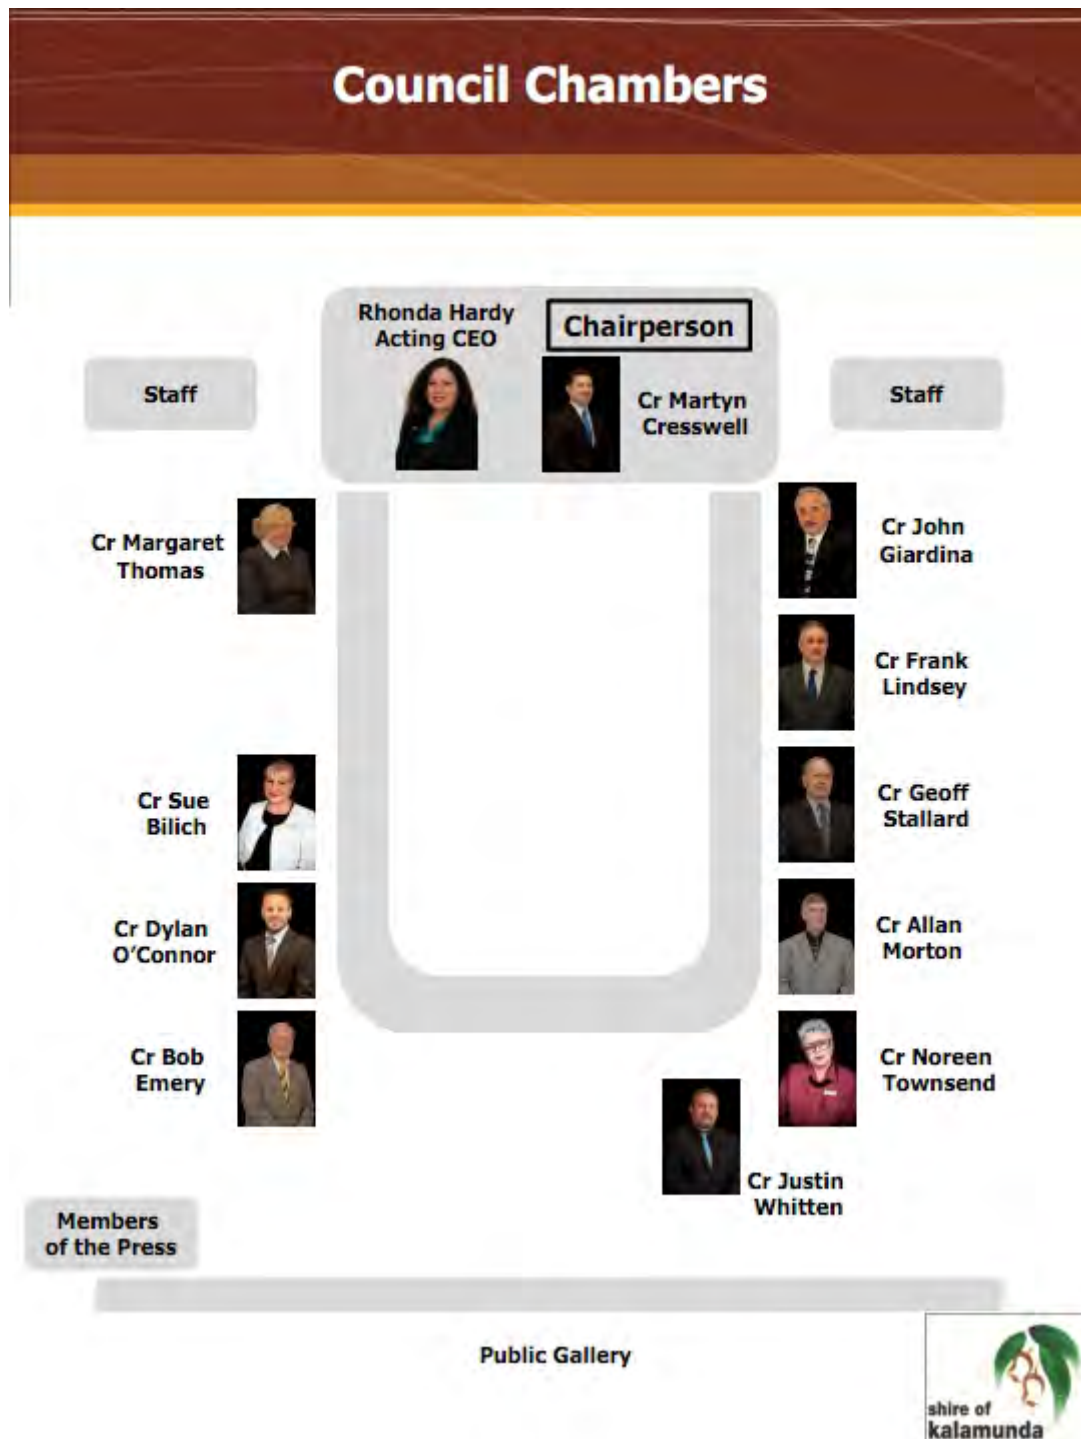 Council Chambers
Rhonda Hardy
Acting CEO
Chairperson
Cr Martyn
Cresswell
Staff
Staff
Cr Margaret
Thomas
Cr John
Giardina
Cr Frank
Lindsey
Cr Sue
Bilich
Cr Geoff
Stallard
Cr Dylan
O'Connor
Cr Allan
Morton
Cr Bob
Emery
Cr Noreen
Townsend
Cr Justin
Whitten
Members
of the Press
Public Gallery
shire of
kalamunda